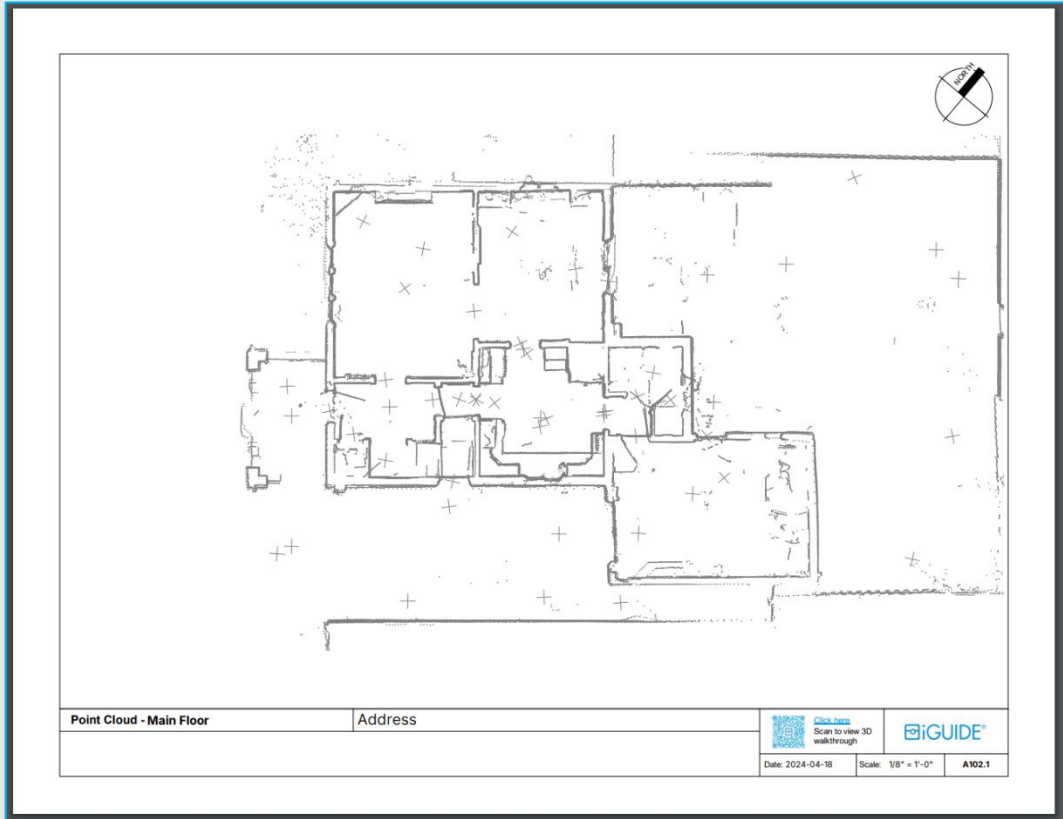 NORTH
Point Cloud - Main Floor
Address
Click here
Scan to view 3D
walkthrough
iGUIDE®
Date: 2024-04-18
Scale: 1/8" = 1'-0"
A102.1